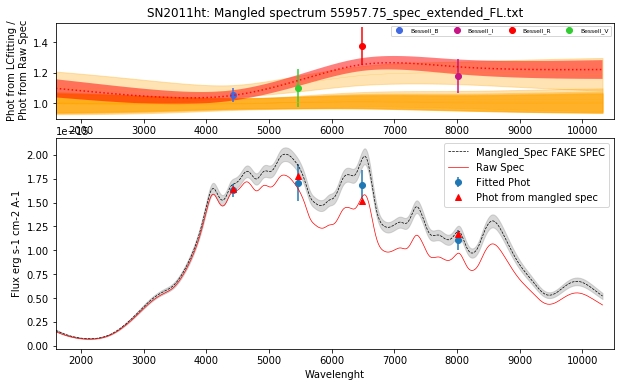 SN2011ht: Mangled spectrum 55957.75_spec_extended_FL.txt
Phot from LCfitting /
Phot from Raw Spec
1.4
1.2
1.0
Bessell_B
Bessell_I
Bessell_R
Bessell_V
2000 3000 4000 5000 6000 7000 8000 9000 10000
Flux erg s-1 cm-2 A-1
2.00
1.75
1.50
1.25
1.00
0.75
0.50
0.25
0.00
Mangled_Spec FAKE SPEC
Raw Spec
Fitted Phot
Phot from mangled spec
2000 3000 4000 5000 6000 7000 8000 9000 10000
Wavelenght